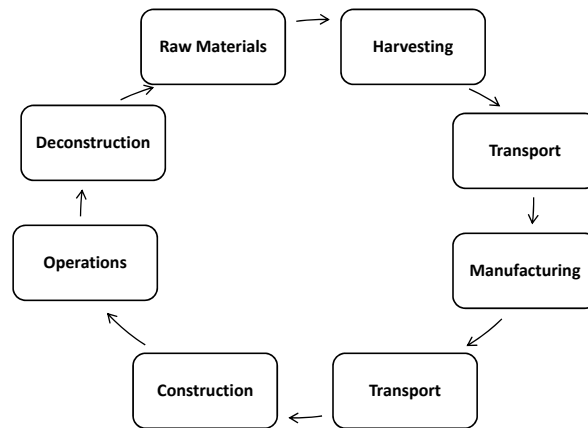 Raw Materials
Harvesting
Transport
Manufacturing
Transport
Construction
Operations
Deconstruction